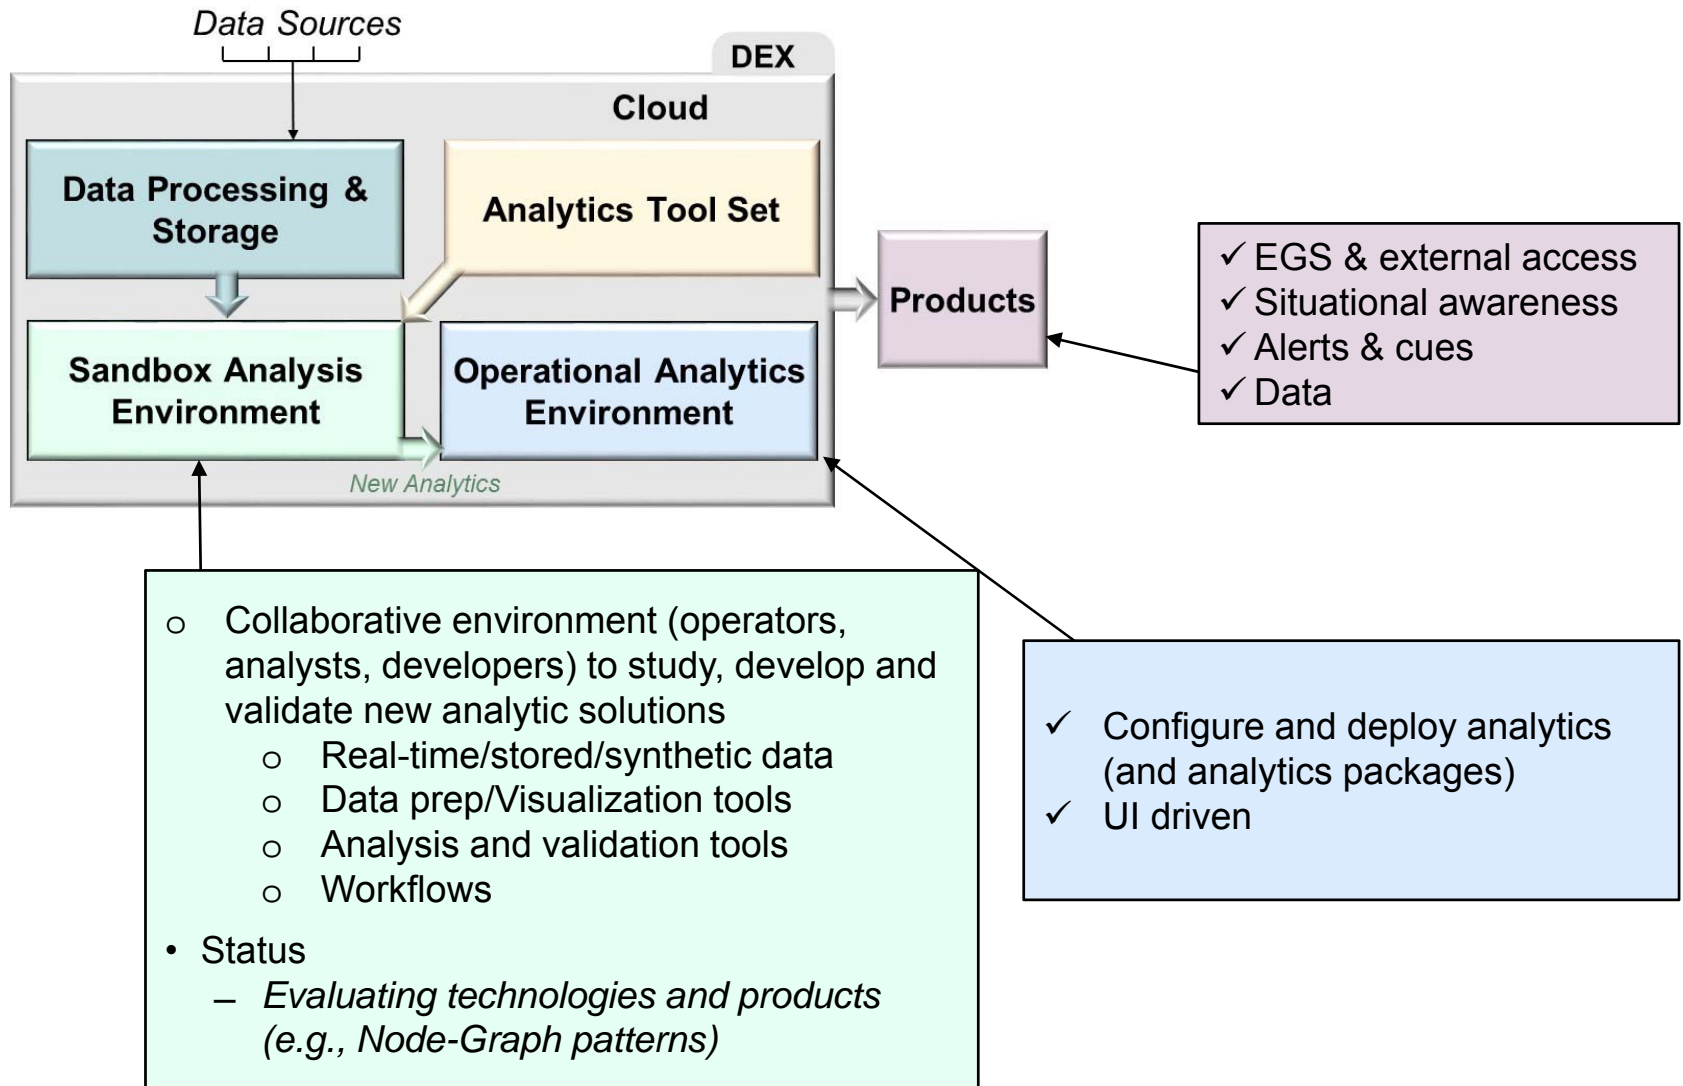 Data Sources
DEX
Cloud
Data Processing &
Storage
Analytics Tool Set
Sandbox Analysis
Environment
Operational Analytics
Environment
New Analytics
Products
✓ EGS & external access
✓ Situational awareness
✓ Alerts & cues
✓ Data
o Collaborative environment (operators,
analysts, developers) to study, develop and
validate new analytic solutions
o Real-time/stored/synthetic data
o Data prep/Visualization tools
o Analysis and validation tools
o Workflows
• Status
– Evaluating technologies and products
(e.g., Node-Graph patterns)
✓ Configure and deploy analytics
(and analytics packages)
✓ UI driven